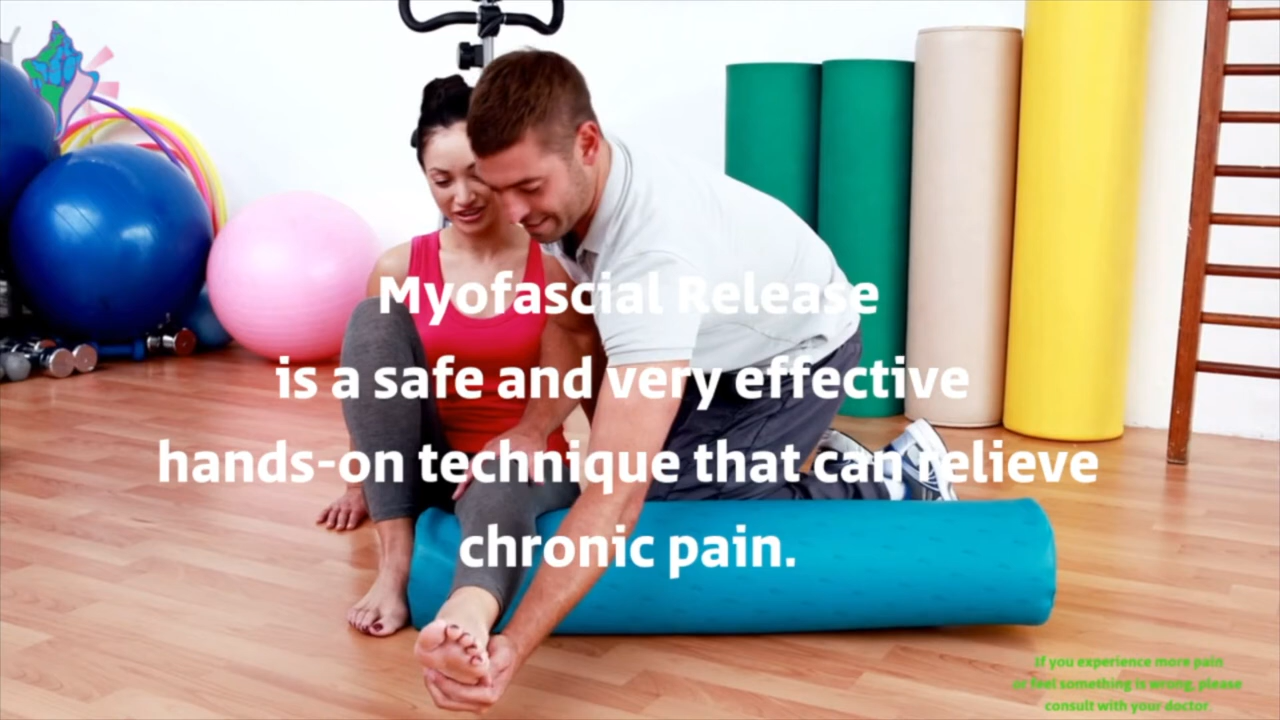 Myofascial Release
is a safe and very effective
hands-on technique that can relieve
chronic pain.
if you experience more pain
or feel something is wrong, please
consult with your doctor